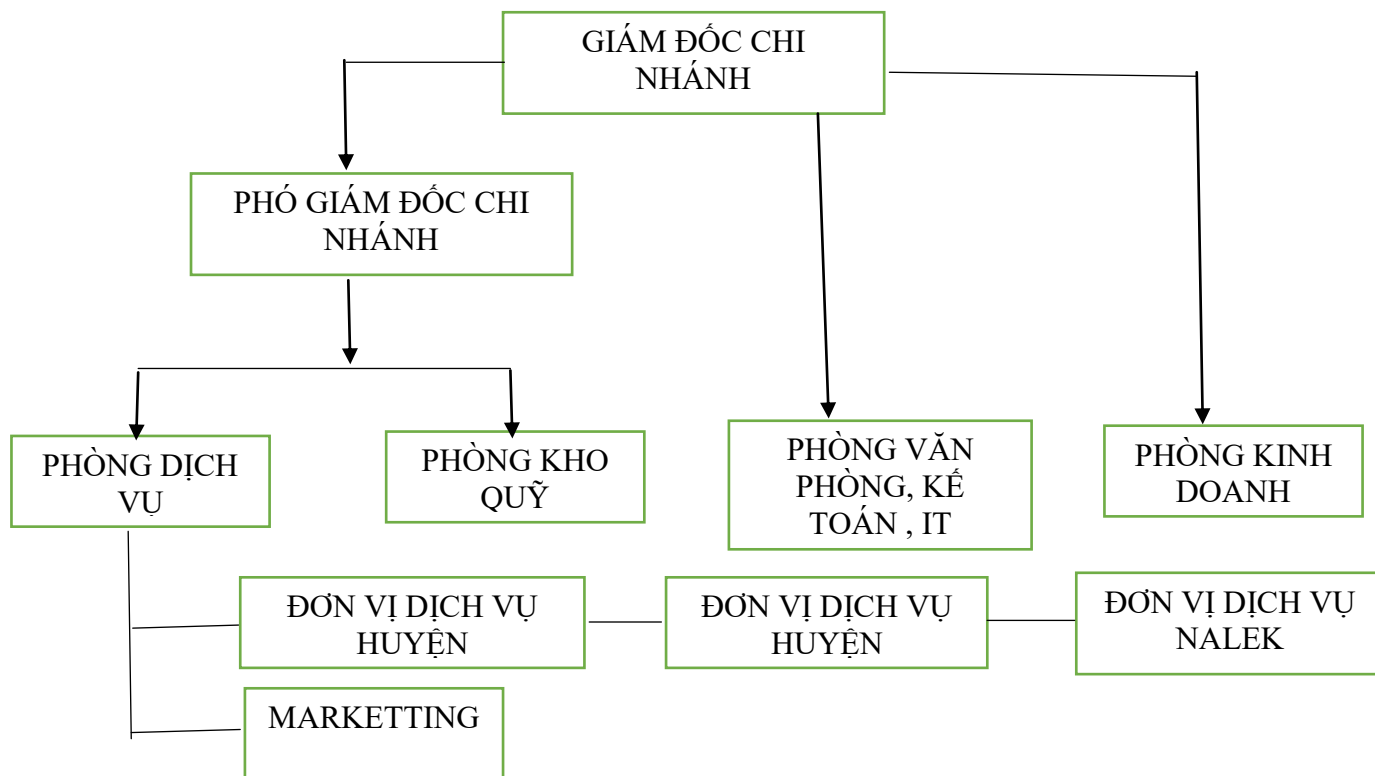 GIÁM ĐỐC CHI
NHÁNH
PHÓ GIÁM ĐỐC CHI
NHÁNH
PHÒNG DỊCH
VỤ
PHÒNG KHO
QUỸ
PHÒNG VĂN
PHÒNG, KẾ
TOÁN , IT
PHÒNG KINH
DOANH
ĐƠN VỊ DỊCH VỤ
HUYỆN
ĐƠN VỊ DỊCH VỤ
HUYỆN
ĐƠN VỊ DỊCH VỤ
NALEK
MARKETTING